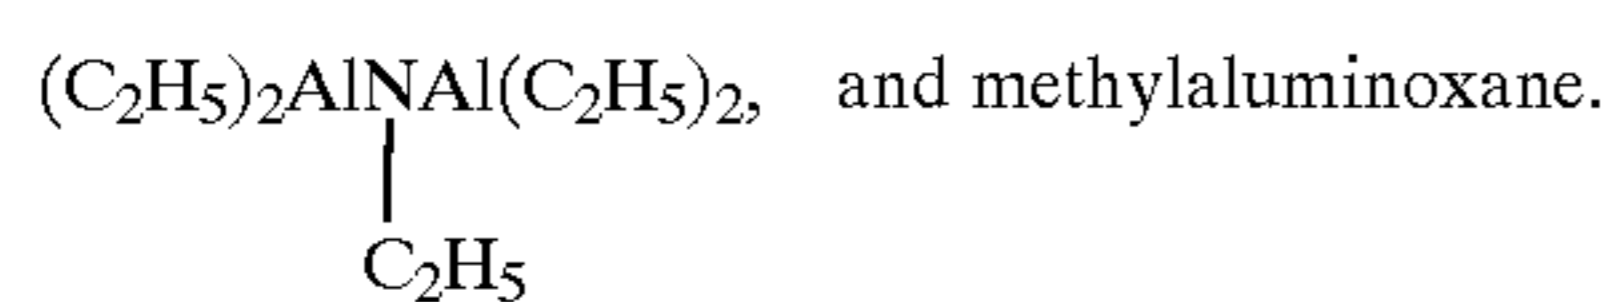 (C₂H₅)₂AlNAl(C₂H₅)₂, and methylaluminoxane.
C₂H₅